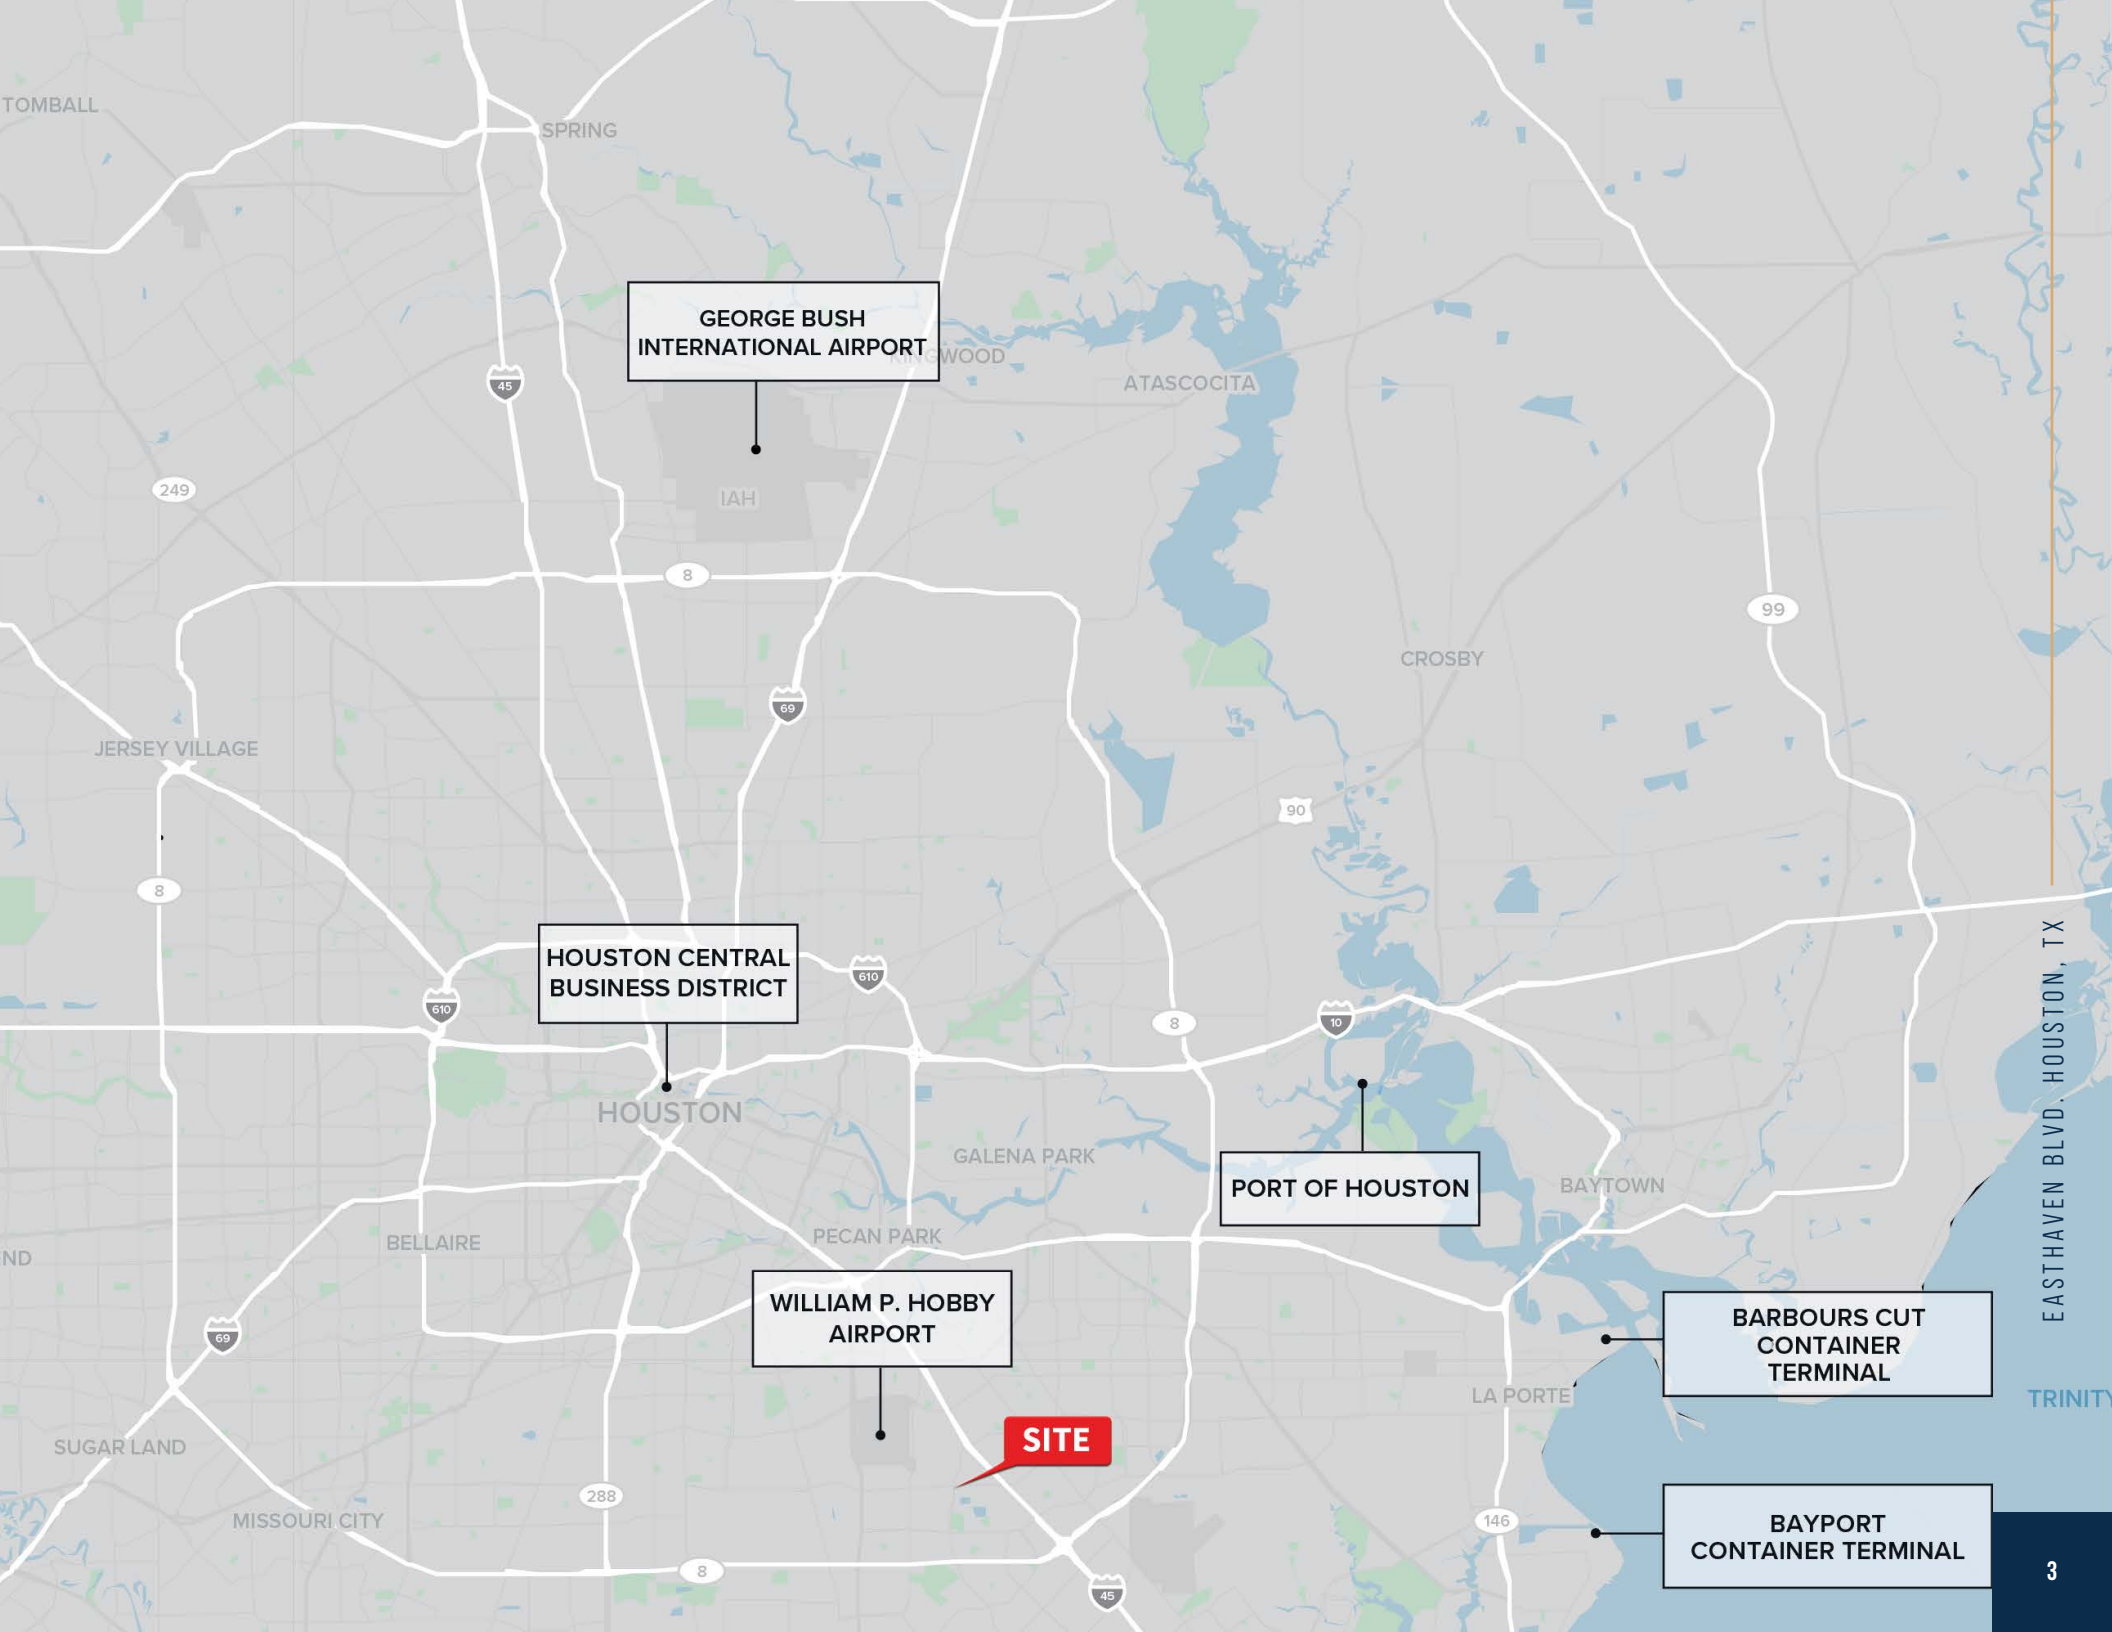 TOMBALL
SPRING
GEORGE BUSH
INTERNATIONAL AIRPORT
KINGWOOD
ATASCOCITA
45
249
IAH
8
99
CROSBY
69
JERSEY VILLAGE
90
8
HOUSTON CENTRAL
BUSINESS DISTRICT
610
610
8
10
HOUSTON
GALENA PARK
PORT OF HOUSTON
BAYTOWN
PECAN PARK
BELLAIRE
ND
WILLIAM P. HOBBY
AIRPORT
BARBOURS CUT
CONTAINER
TERMINAL
69
LA PORTE
TRINITY
SITE
SUGAR LAND
288
MISSOURI CITY
146
BAYPORT
CONTAINER TERMINAL
8
45
EASTHAVEN BLVD. HOUSTON, TX
3